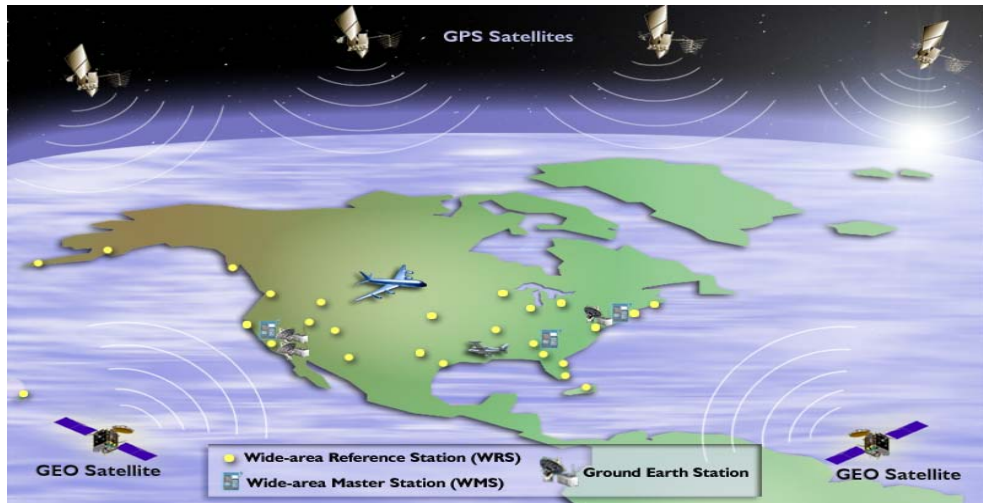 GPS Satellites
GEO Satellite
GEO Satellite
Wide-area Reference Station (WRS)
Wide-area Master Station (WMS)
Ground Earth Station